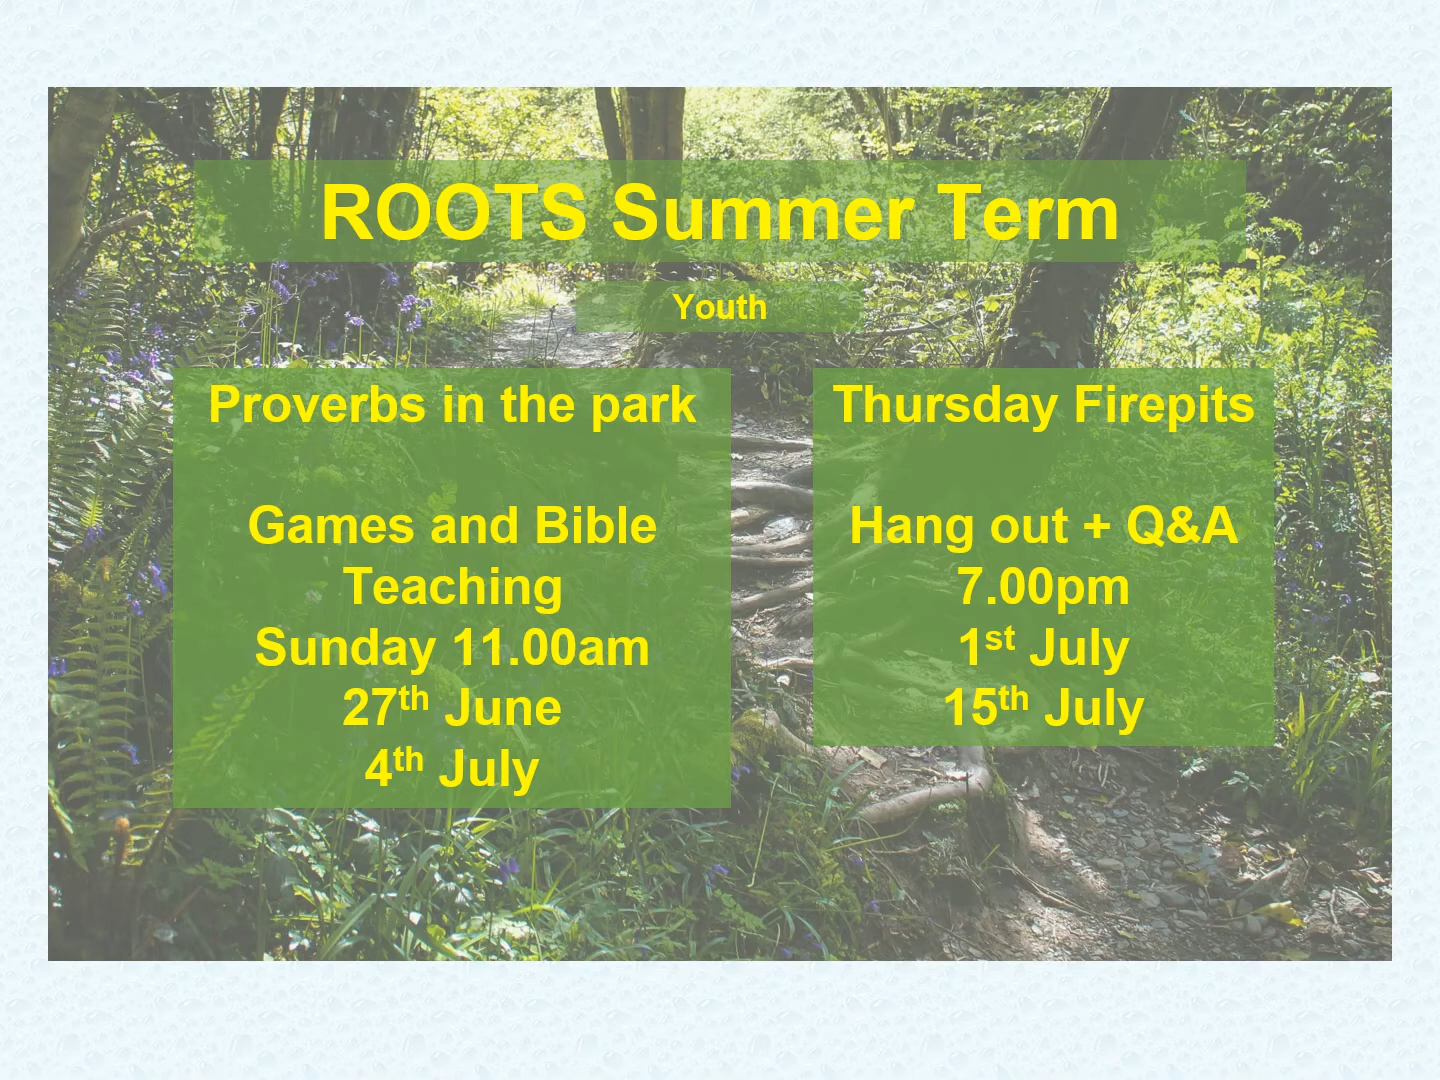 ROOTS Summer Term
Youth
Proverbs in the park
Games and Bible
Teaching
Sunday 11.00am
27th June
4th July
Thursday Firepits
Hang out + Q&A
7.00pm
1st July
15th July